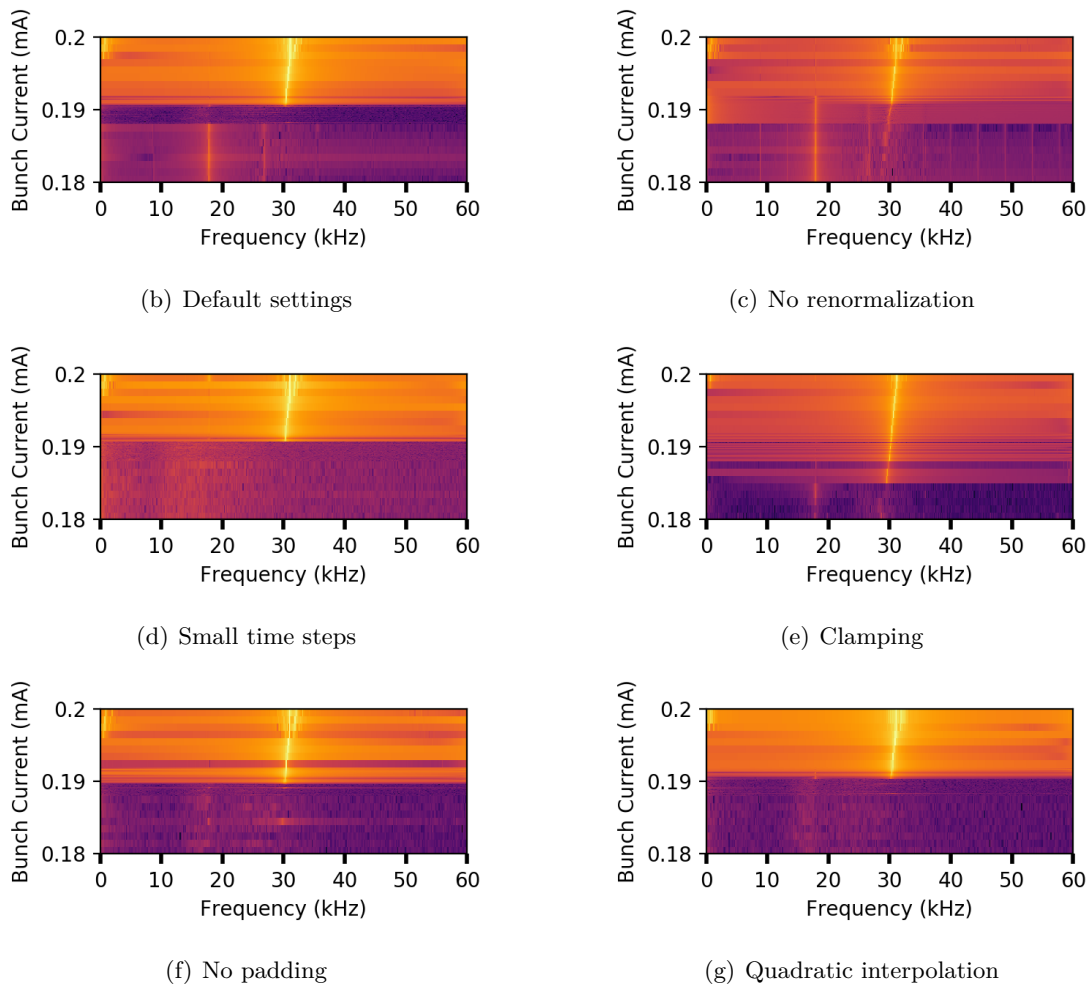 Bunch Current (mA)
0.2
0.19
0.18
0 10 20 30 40 50 60
Frequency (kHz)
(b) Default settings
Bunch Current (mA)
0.2
0.19
0.18
0 10 20 30 40 50 60
Frequency (kHz)
(c) No renormalization
Bunch Current (mA)
0.2
0.19
0.18
0 10 20 30 40 50 60
Frequency (kHz)
(d) Small time steps
Bunch Current (mA)
0.2
0.19
0.18
0 10 20 30 40 50 60
Frequency (kHz)
(e) Clamping
Bunch Current (mA)
0.2
0.19
0.18
0 10 20 30 40 50 60
Frequency (kHz)
(f) No padding
Bunch Current (mA)
0.2
0.19
0.18
0 10 20 30 40 50 60
Frequency (kHz)
(g) Quadratic interpolation